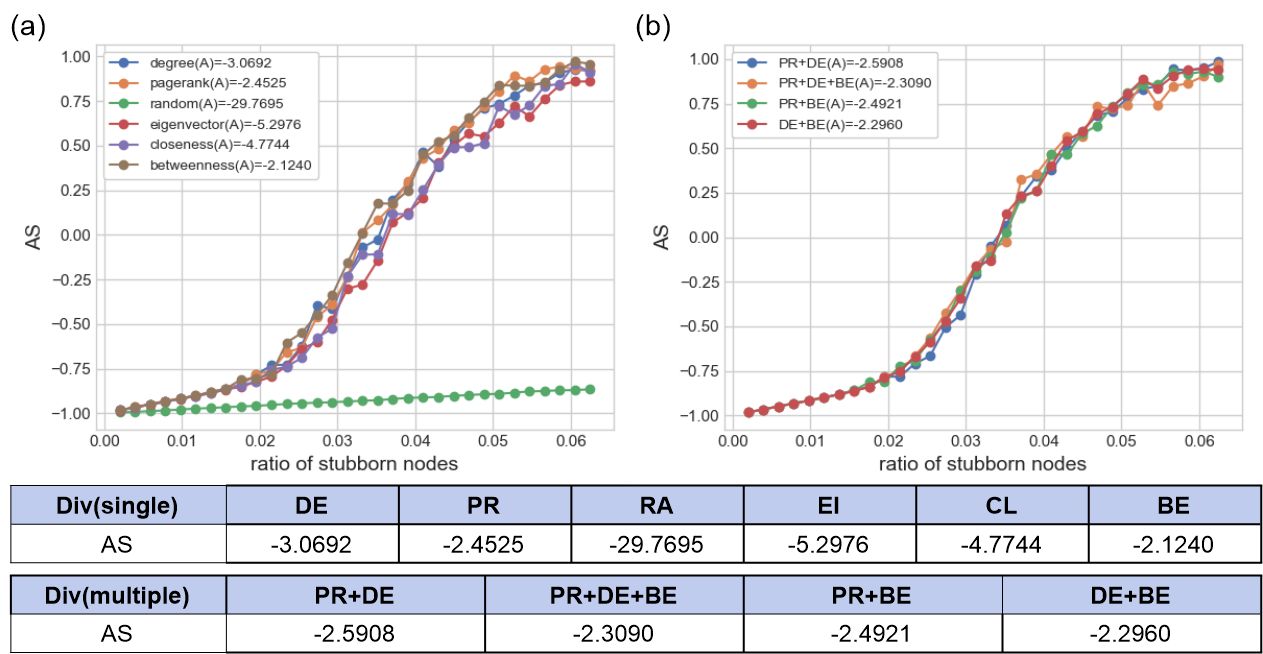 (a)
degree(A)=-3.0692
pagerank(A)=-2.4525
random(A)=-29.7695
eigenvector(A)=-5.2976
closeness(A)=-4.7744
betweenness(A)=-2.1240
1.00
0.75
0.50
0.25
0.00
−0.25
−0.50
−0.75
−1.00
AS
0.00 0.01 0.02 0.03 0.04 0.05 0.06
ratio of stubborn nodes
(b)
PR+DE(A)=-2.5908
PR+DE+BE(A)=-2.3090
PR+BE(A)=-2.4921
DE+BE(A)=-2.2960
1.00
0.75
0.50
0.25
0.00
−0.25
−0.50
−0.75
−1.00
AS
0.00 0.01 0.02 0.03 0.04 0.05 0.06
ratio of stubborn nodes
Div(single) DE PR RA EI CL BE
AS -3.0692 -2.4525 -29.7695 -5.2976 -4.7744 -2.1240
Div(multiple) PR+DE PR+DE+BE PR+BE DE+BE
AS -2.5908 -2.3090 -2.4921 -2.2960